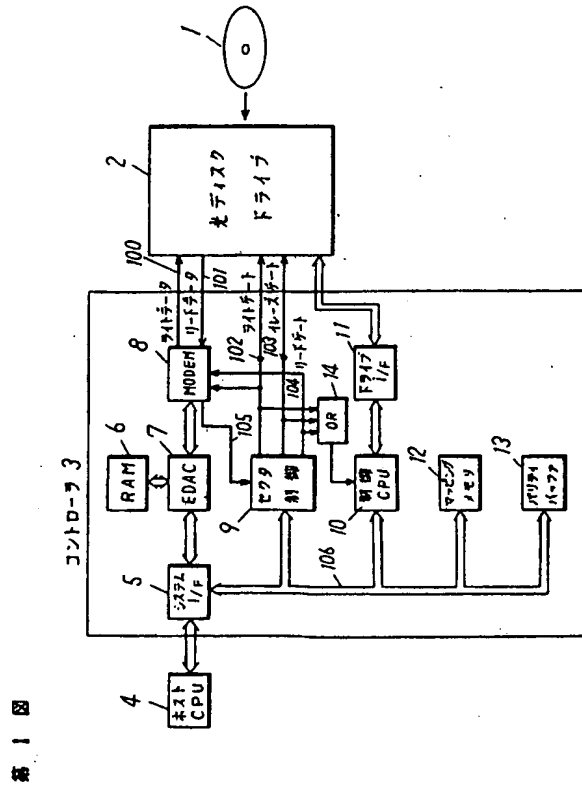 第 1 図
コントローラ 3
4
ホスト
CPU
5
システム
I/F
6
RAM
7
EDAC
8
MODEM
9
セクタ
制御
10
制御
CPU
11
ドライブ
I/F
12
マッピング
メモリ
13
パリティ
バッファ
14
OR
105
106
ライトデータ
100
リードデータ
101
102
ライトゲート
103
イレーズゲート
104
リードゲート
2
光ディスク
ドライブ
1